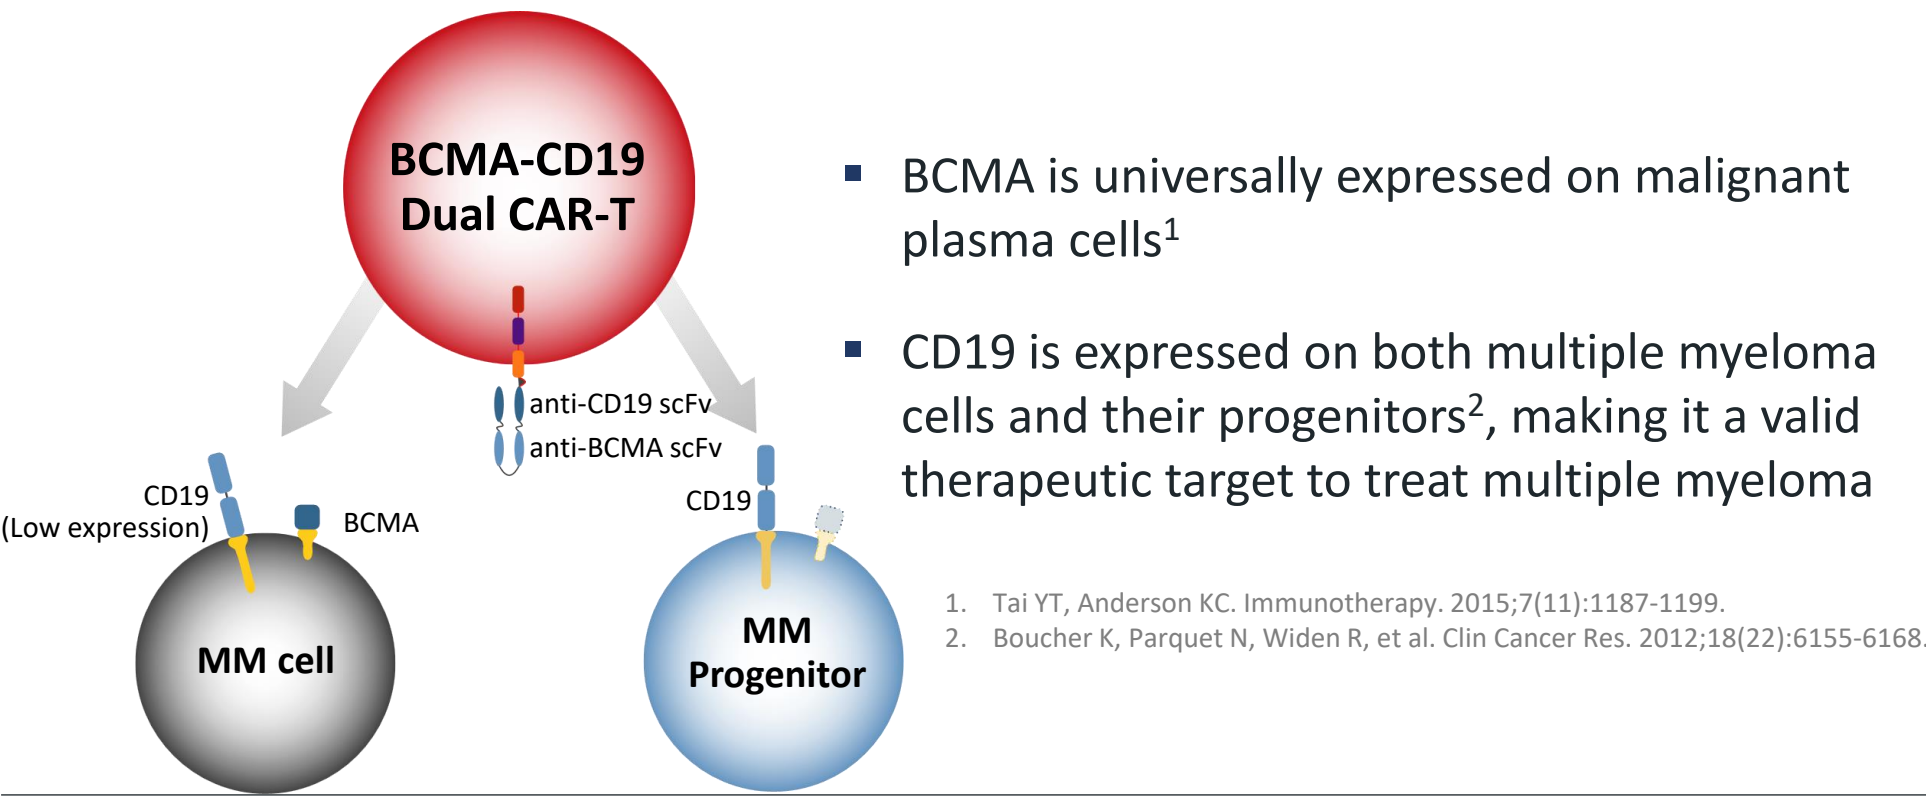 BCMA-CD19
Dual CAR-T
anti-CD19 scFv
anti-BCMA scFv
CD19
(Low expression)
BCMA
CD19
MM cell
MM
Progenitor
▪ BCMA is universally expressed on malignant
plasma cells¹
▪ CD19 is expressed on both multiple myeloma
cells and their progenitors², making it a valid
therapeutic target to treat multiple myeloma
1. Tai YT, Anderson KC. Immunotherapy. 2015;7(11):1187-1199.
2. Boucher K, Parquet N, Widen R, et al. Clin Cancer Res. 2012;18(22):6155-6168.